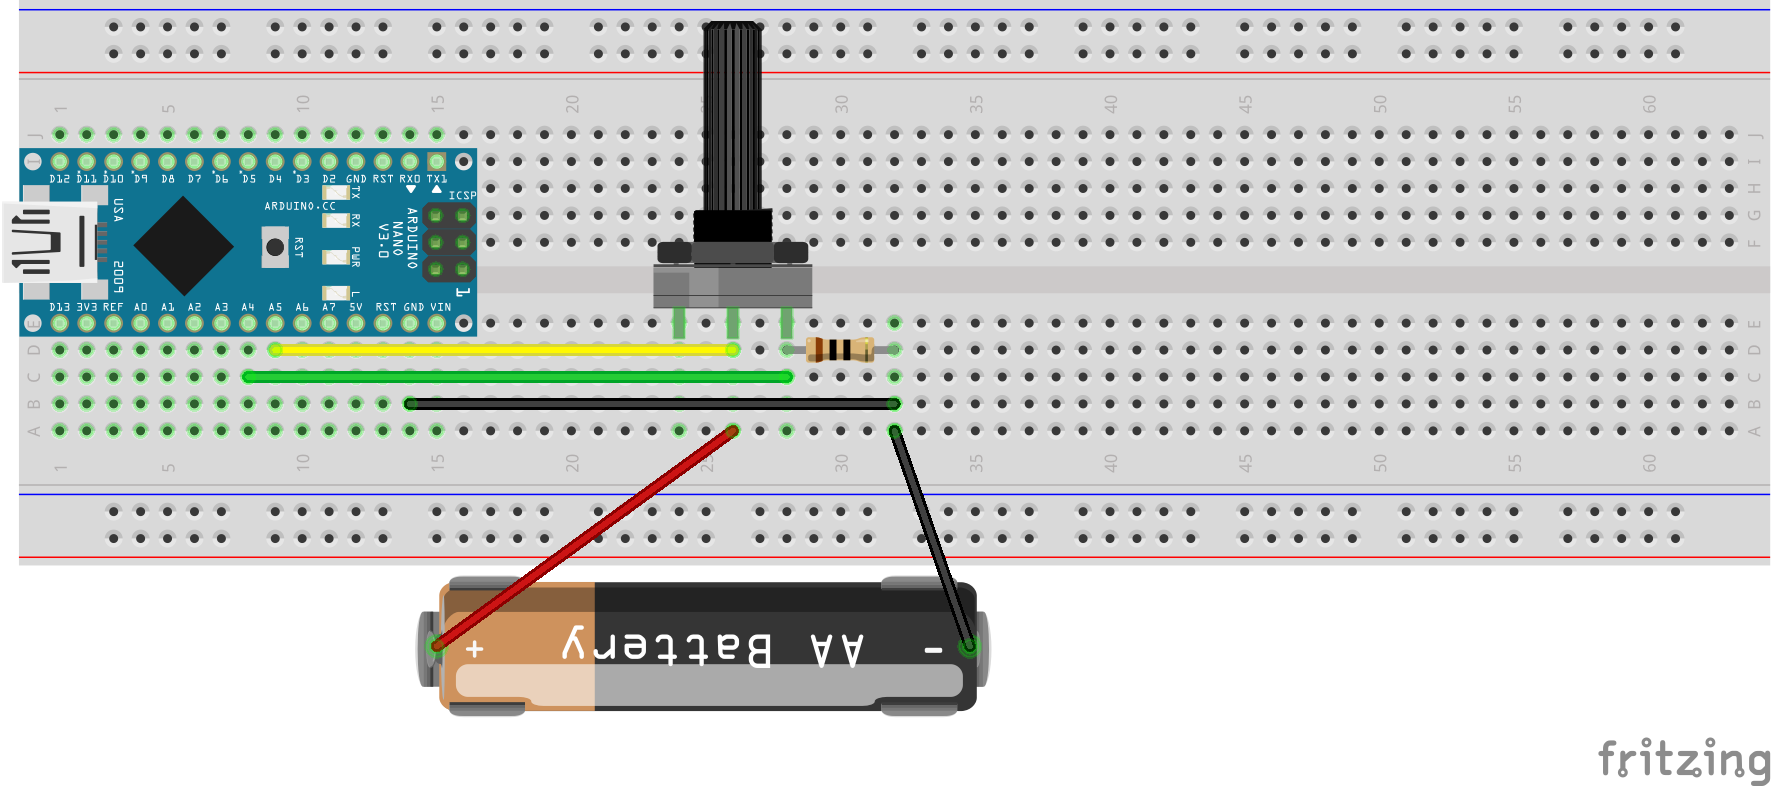 1 5 10 15 20 25 30 35 40 45 50 55 60
J J
I I
H
G
F
D12 D11 D10 D9 D8 D7 D6 D5 D4 D3 D2 GND RST RX0 TX1
ICSP
TX
RX
PWR
L
USA
2009
ARDUINO.CC
RST
ARDUINO
NANO
V3.0
1
D13 3V3 REF A0 A1 A2 A3 A4 A5 A6 A7 5V RST GND VIN
E E
D D
C C
B B
A A
1 5 10 15 20 25 30 35 40 45 50 55 60
+ AA Battery -
fritzing